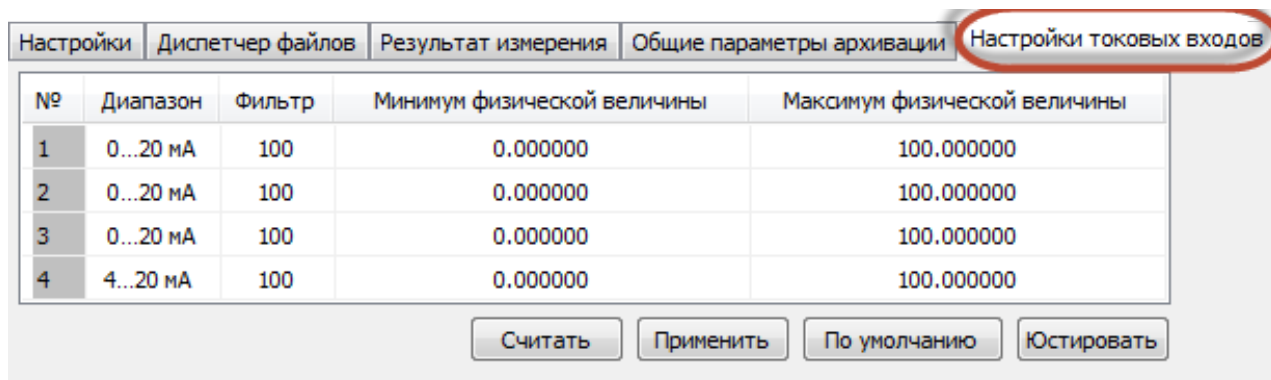 Настройки Диспетчер файлов Результат измерения Общие параметры архивации Настройки токовых входов
№ Диапазон Фильтр Минимум физической величины Максимум физической величины
1 0...20 мА 100 0.000000 100.000000
2 0...20 мА 100 0.000000 100.000000
3 0...20 мА 100 0.000000 100.000000
4 4...20 мА 100 0.000000 100.000000
Считать Применить По умолчанию Юстировать